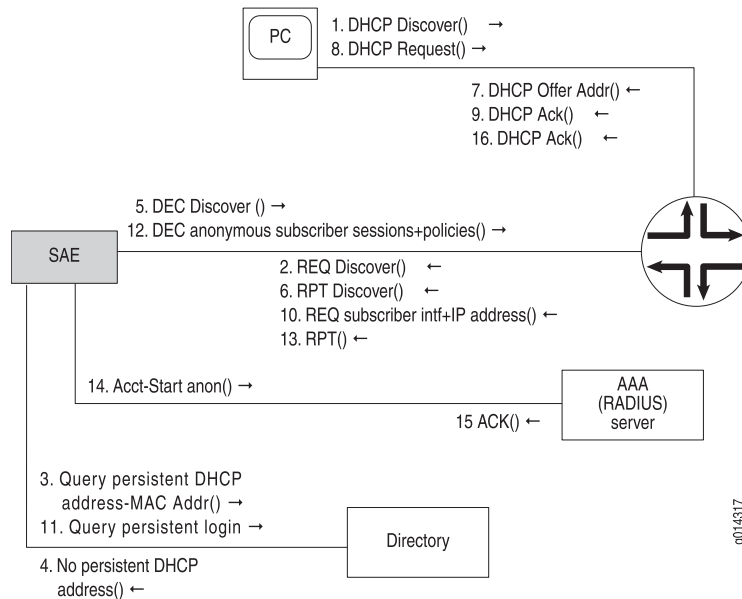 PC
1. DHCP Discover() →
8. DHCP Request() →
7. DHCP Offer Addr() ←
9. DHCP Ack() ←
16. DHCP Ack() ←
5. DEC Discover () →
12. DEC anonymous subscriber sessions+policies() →
SAE
2. REQ Discover() ←
6. RPT Discover() ←
10. REQ subscriber intf+IP address() ←
13. RPT() ←
14. Acct-Start anon() →
AAA
(RADIUS)
server
15 ACK() ←
3. Query persistent DHCP
address-MAC Addr() →
11. Query persistent login →
Directory
4. No persistent DHCP
address() ←
g014317